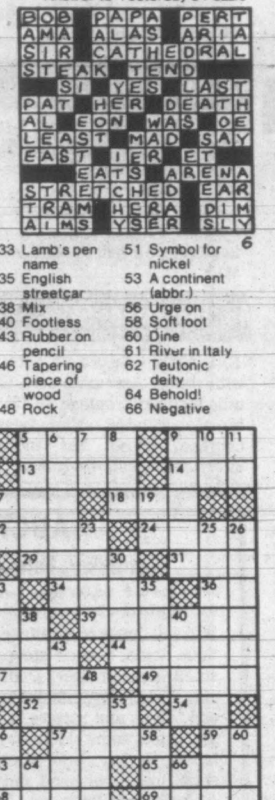 BOB PAPA PERT
AMA ALAS ARIA
SIR CATHEDRAL
STEAK TEND
SI YES LAST
PAT HER DEATH
AL EON WAS OE
LEAST MAD SAY
EAST IER ET
EATS ARENA
STRETCHED EAR
TRAM HERA DIM
AIMS YSER SLY
6
33 Lamb's pen
name
35 English
streetcar
38 Mix
40 Footless
43 Rubber on
pencil
46 Tapering
piece of
wood
48 Rock
51 Symbol for
nickel
53 A continent
(abbr.)
56 Urge on
58 Soft foot
60 Dine
61 River in Italy
62 Teutonic
deity
64 Behold!
66 Negative
5 6 7 8 9 10 11
13 14
18 19
23 24 25 26
29 30 31
34 35 36
38 39 40
43 44
48 49
52 53 54
57 58 59 60
64 65 66
69